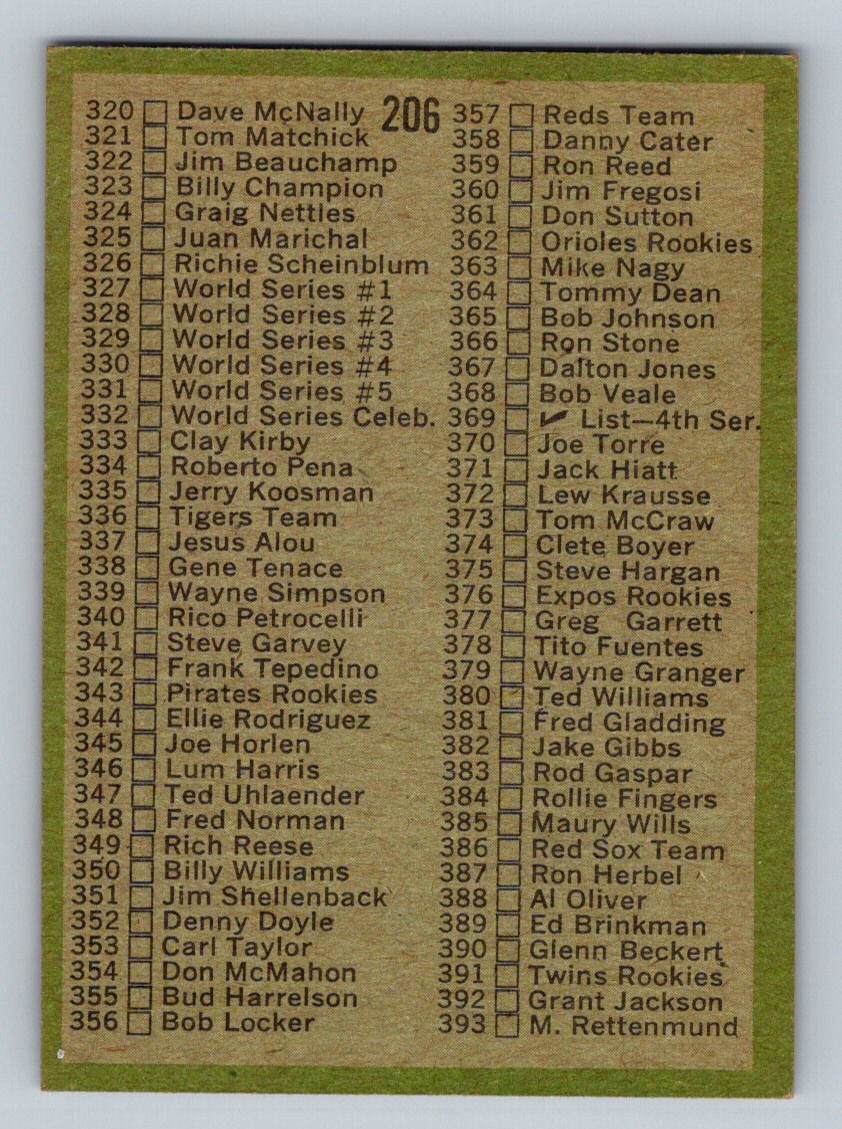 206
320 Dave McNally
321 Tom Matchick
322 Jim Beauchamp
323 Billy Champion
324 Graig Nettles
325 Juan Marichal
326 Richie Scheinblum
327 World Series #1
328 World Series #2
329 World Series #3
330 World Series #4
331 World Series #5
332 World Series Celeb.
333 Clay Kirby
334 Roberto Pena
335 Jerry Koosman
336 Tigers Team
337 Jesus Alou
338 Gene Tenace
339 Wayne Simpson
340 Rico Petrocelli
341 Steve Garvey
342 Frank Tepedino
343 Pirates Rookies
344 Ellie Rodriguez
345 Joe Horlen
346 Lum Harris
347 Ted Uhlaender
348 Fred Norman
349 Rich Reese
350 Billy Williams
351 Jim Shellenback
352 Denny Doyle
353 Carl Taylor
354 Don McMahon
355 Bud Harrelson
356 Bob Locker
357 Reds Team
358 Danny Cater
359 Ron Reed
360 Jim Fregosi
361 Don Sutton
362 Orioles Rookies
363 Mike Nagy
364 Tommy Dean
365 Bob Johnson
366 Ron Stone
367 Dalton Jones
368 Bob Veale
369 ✔ List—4th Ser.
370 Joe Torre
371 Jack Hiatt
372 Lew Krausse
373 Tom McCraw
374 Clete Boyer
375 Steve Hargan
376 Expos Rookies
377 Greg Garrett
378 Tito Fuentes
379 Wayne Granger
380 Ted Williams
381 Fred Gladding
382 Jake Gibbs
383 Rod Gaspar
384 Rollie Fingers
385 Maury Wills
386 Red Sox Team
387 Ron Herbel
388 Al Oliver
389 Ed Brinkman
390 Glenn Beckert
391 Twins Rookies
392 Grant Jackson
393 M. Rettenmund